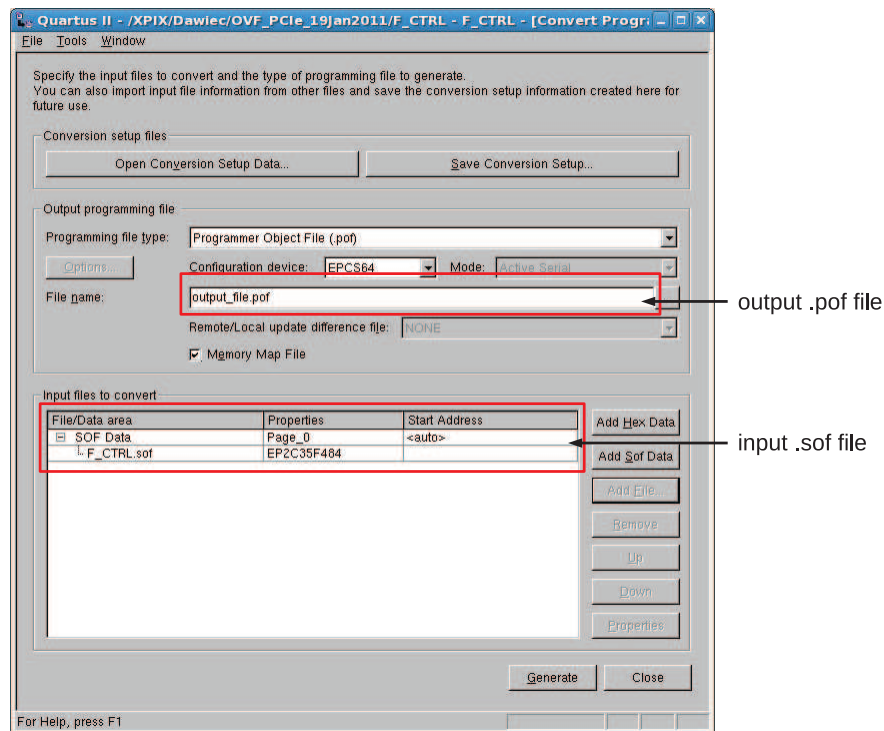 Quartus II - /XPIX/Dawiec/OVF_PCIe_19Jan2011/F_CTRL - F_CTRL - [Convert Progr
File Tools Window
Specify the input files to convert and the type of programming file to generate.
You can also import input file information from other files and save the conversion setup information created here for
future use.
Conversion setup files
Open Conversion Setup Data... Save Conversion Setup...
Output programming file
Programming file type: Programmer Object File (.pof)
Options... Configuration device: EPCS64 Mode: Active Serial
File name: output_file.pof
output .pof file
Remote/Local update difference file: NONE
Memory Map File
Input files to convert
File/Data area Properties Start Address
SOF Data Page_0 <auto>
F_CTRL.sof EP2C35F484
input .sof file
Add Hex Data
Add Sof Data
Add File...
Remove
Up
Down
Properties
Generate Close
For Help, press F1